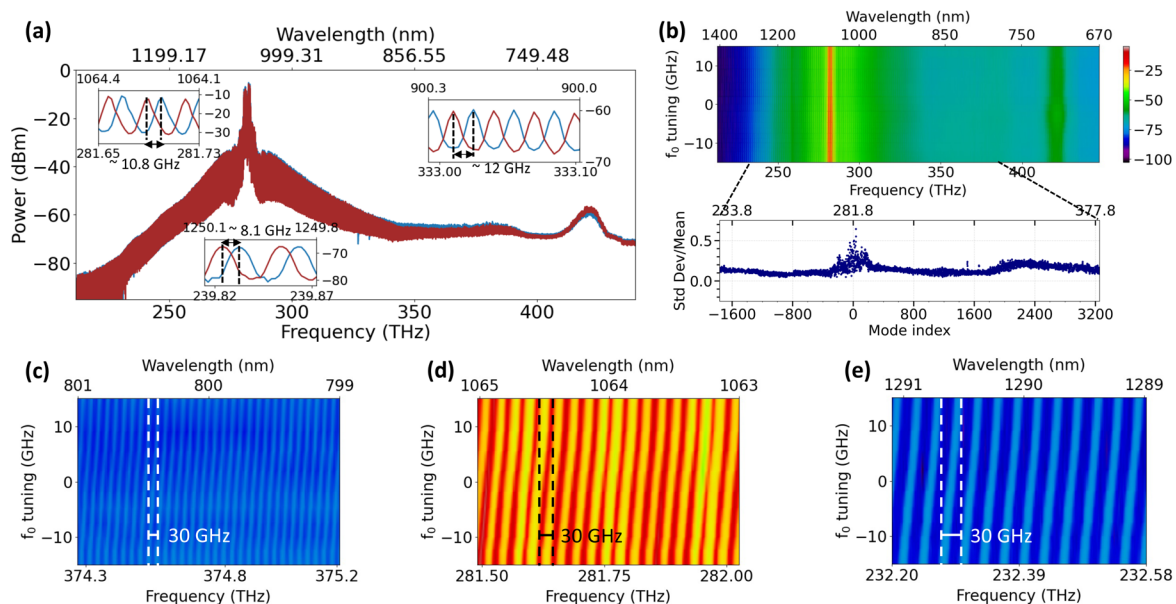 (a)
Wavelength (nm)
1199.17 999.31 856.55 749.48
0
−20
−40
−60
−80
Power (dBm)
1064.4 1064.1
−10
−20
−30
281.65 281.73
~ 10.8 GHz
900.3 900.0
−60
−70
333.00 333.10
~ 12 GHz
1250.1 ~ 8.1 GHz 1249.8
−70
−80
239.82 239.87
250 300 350 400
Frequency (THz)
(b)
Wavelength (nm)
1400 1200 1000 850 750 670
f0 tuning (GHz)
10
0
−10
−25
−50
−75
−100
250 300 350 400
Frequency (THz)
233.8 281.8 377.8
Std Dev/Mean
0.5
0.0
−1600 −800 0 800 1600 2400 3200
Mode index
(c)
Wavelength (nm)
801 800 799
f0 tuning (GHz)
10
0
−10
30 GHz
374.3 374.8 375.2
Frequency (THz)
(d)
Wavelength (nm)
1065 1064 1063
f0 tuning (GHz)
10
0
−10
30 GHz
281.50 281.75 282.00
Frequency (THz)
(e)
Wavelength (nm)
1291 1290 1289
f0 tuning (GHz)
10
0
−10
30 GHz
232.20 232.39 232.58
Frequency (THz)